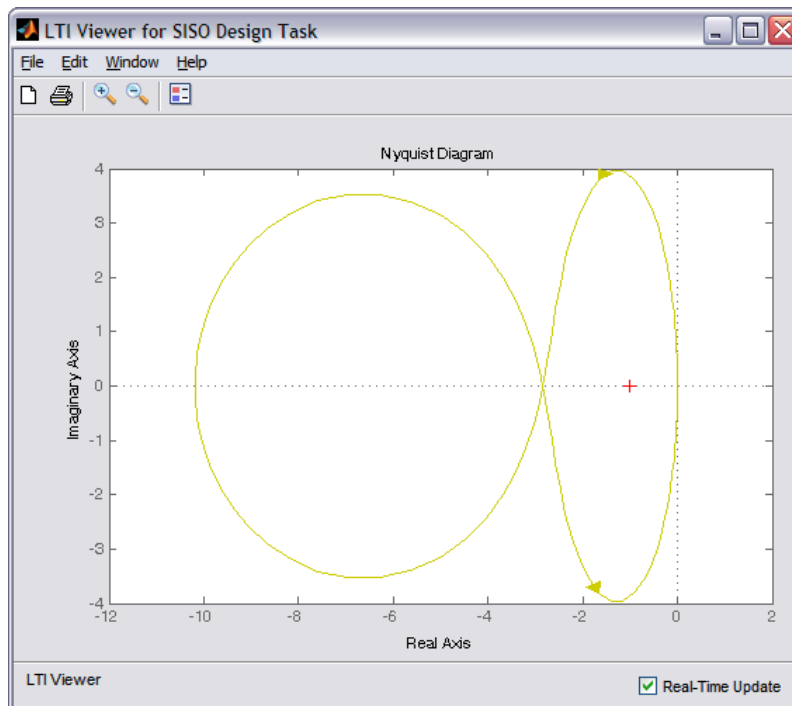 LTI Viewer for SISO Design Task
File Edit Window Help
Nyquist Diagram
4
3
2
1
0
-1
-2
-3
-4
Imaginary Axis
-12 -10 -8 -6 -4 -2 0 2
Real Axis
LTI Viewer
Real-Time Update